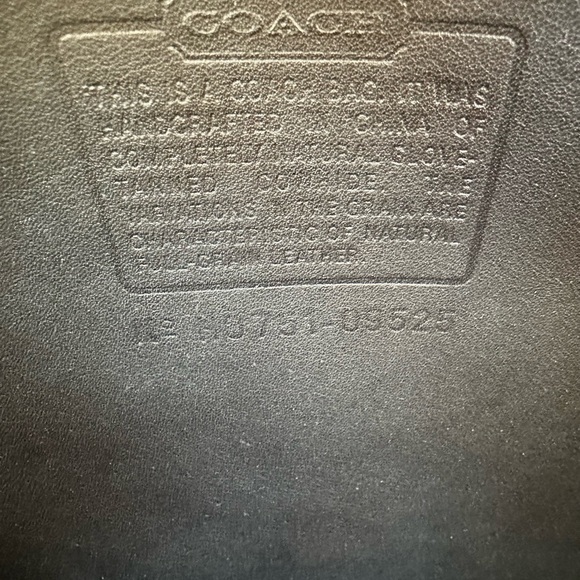 COACH
THIS IS A COACH BAG. IT WAS
HANDCRAFTED IN CHINA OF
COMPLETELY NATURAL GLOVE-
TANNED COWHIDE. THE
VARIATIONS IN THE GRAIN ARE
CHARACTERISTIC OF NATURAL
FULL-GRAIN LEATHER.
Nº